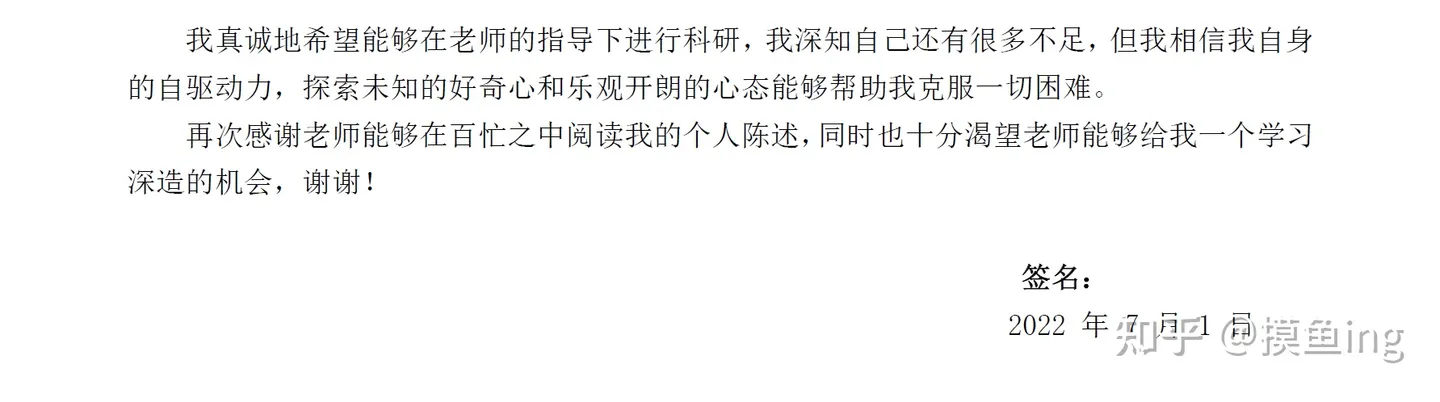 我真诚地希望能够在老师的指导下进行科研，我深知自己还有很多不足，但我相信我自身
的自驱动力，探索未知的好奇心和乐观开朗的心态能够帮助我克服一切困难。
再次感谢老师能够在百忙之中阅读我的个人陈述，同时也十分渴望老师能够给我一个学习
深造的机会，谢谢！
签名：
2022 年 7 月 1 日
知乎 @摸鱼ing